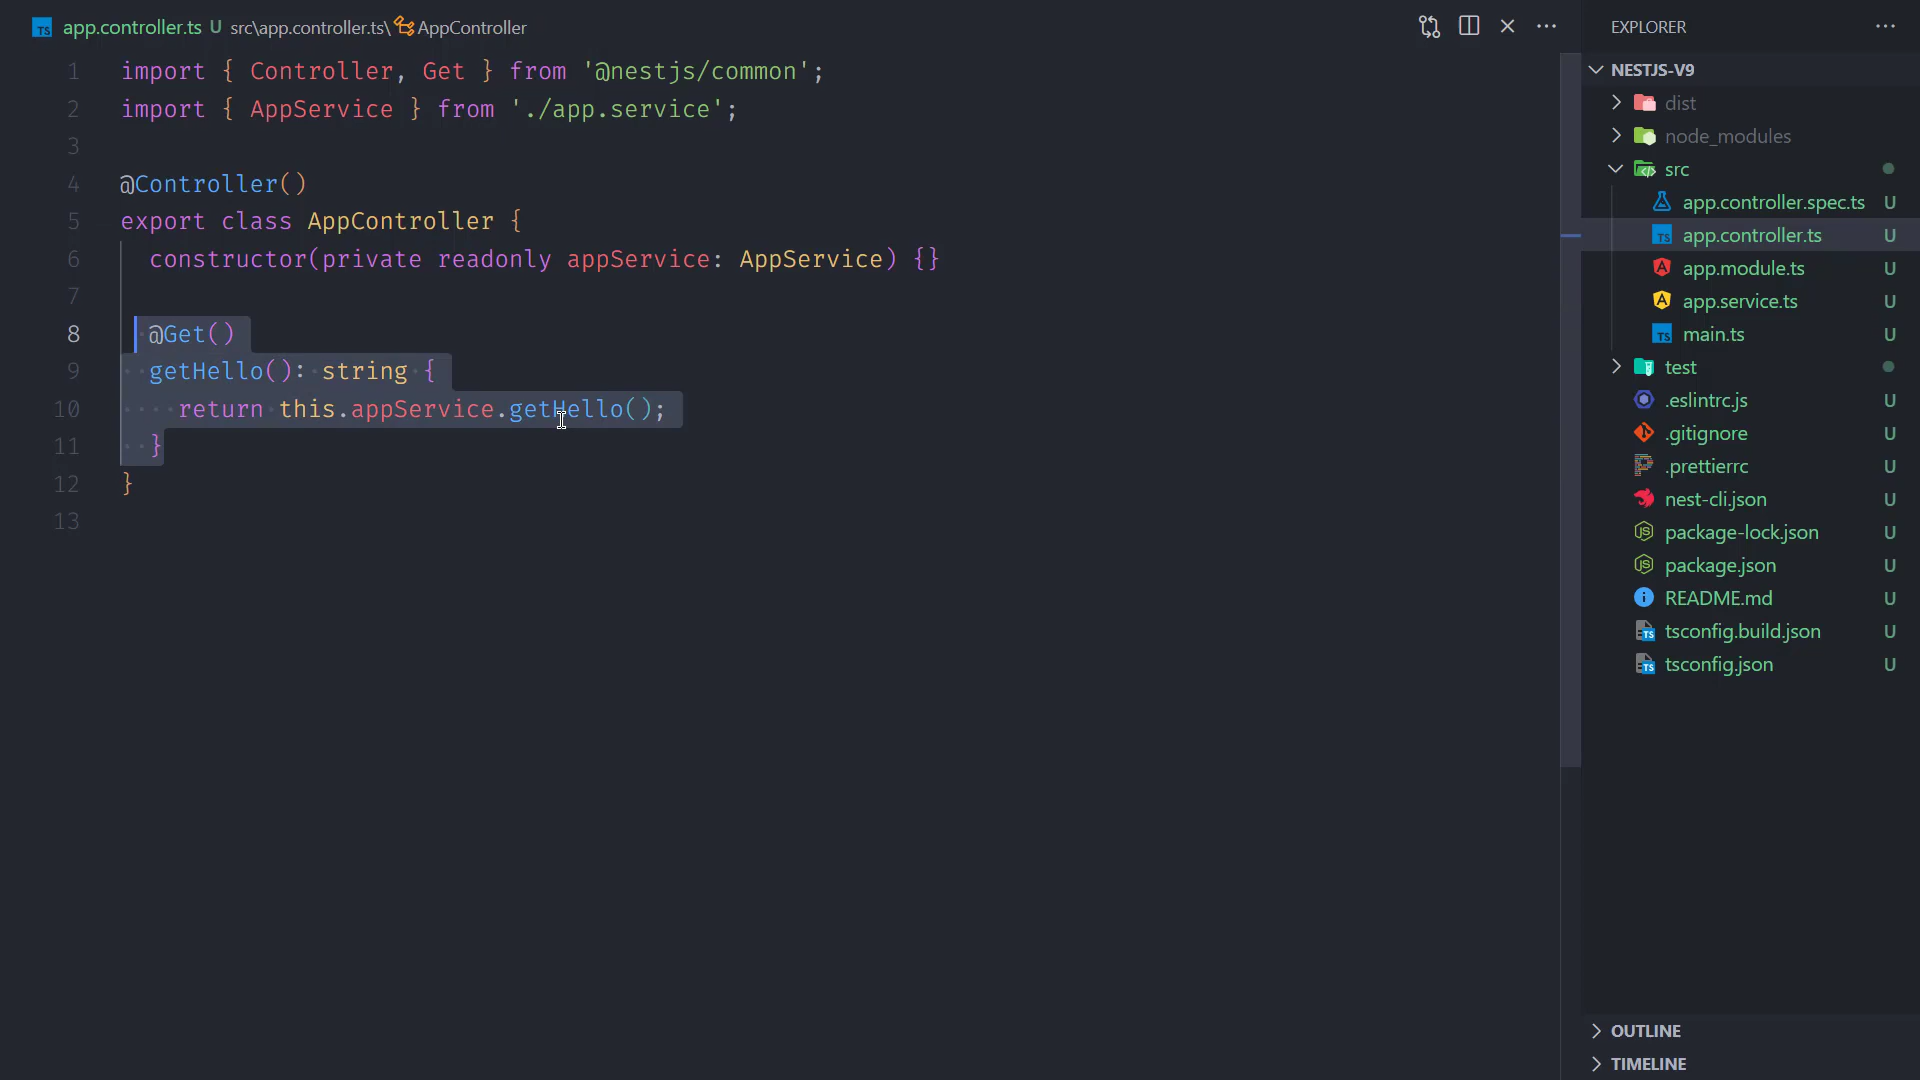 app.controller.ts U src\app.controller.ts\ AppController
1 import { Controller, Get } from '@nestjs/common';
2 import { AppService } from './app.service';
3
4 @Controller()
5 export class AppController {
6 constructor(private readonly appService: AppService) {}
7
8 @Get()
9 getHello(): string {
10 return this.appService.getHello();
11 }
12 }
13
EXPLORER
NESTJS-V9
dist
node_modules
src
app.controller.spec.ts U
TS app.controller.ts U
app.module.ts U
app.service.ts U
TS main.ts U
test
.eslintrc.js U
.gitignore U
.prettierrc U
nest-cli.json U
package-lock.json U
package.json U
README.md U
tsconfig.build.json U
tsconfig.json U
OUTLINE
TIMELINE